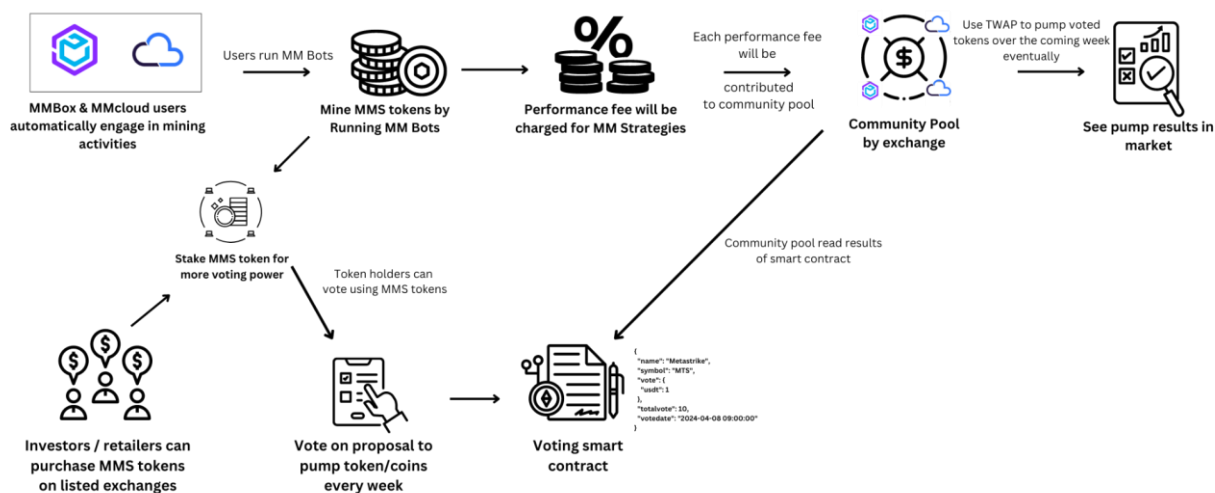 Users run MM Bots
Each performance fee
will be
contributed
to community pool
Use TWAP to pump voted
tokens over the coming week
eventually
MMBox & MMcloud users
automatically engage in mining
activities
Mine MMS tokens by
Running MM Bots
%
Performance fee will be
charged for MM Strategies
$
Community Pool
by exchange
See pump results in
market
Stake MMS token for
more voting power
Token holders can
vote using MMS tokens
Community pool read results
of smart contract
$
$
$
Investors / retailers can
purchase MMS tokens
on listed exchanges
Vote on proposal to
pump token/coins
every week
Voting smart
contract
{
"name": "Metastrike",
"symbol": "MTS",
"vote": {
"usdt": 1
},
"totalvote": 10,
"votedate": "2024-04-08 09:00:00"
}